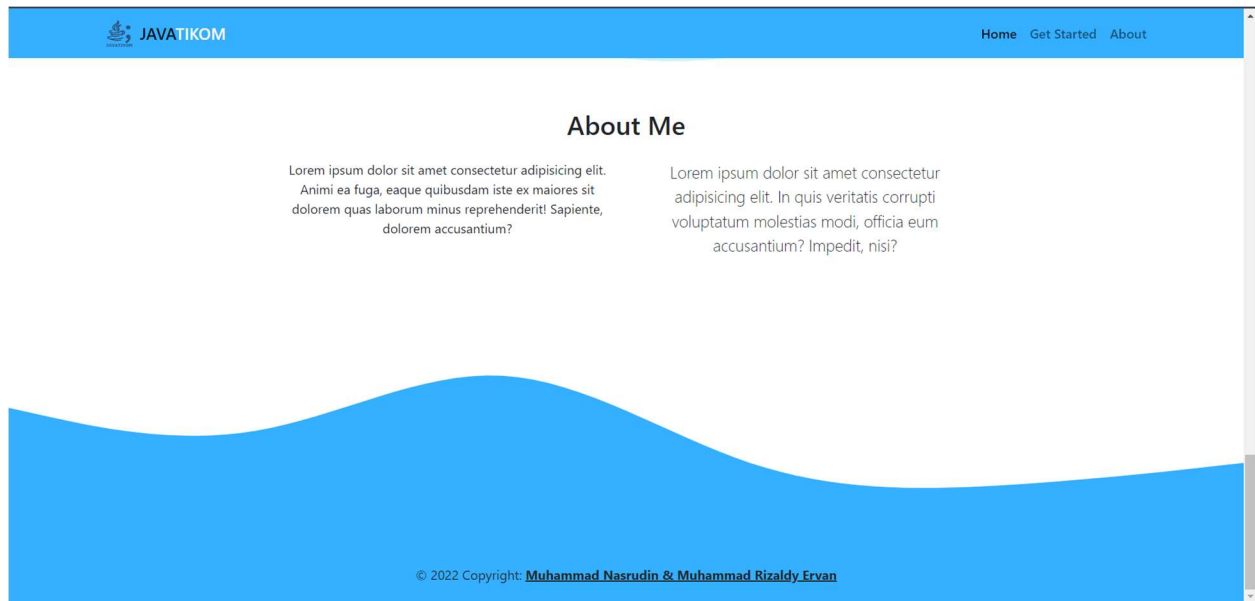 JAVATIKOM
Home Get Started About
About Me
Lorem ipsum dolor sit amet consectetur adipisicing elit.
Animi ea fuga, eaque quibusdam iste ex maiores sit
dolorem quas laborum minus reprehenderit! Sapiente,
dolorem accusantium?
Lorem ipsum dolor sit amet consectetur
adipisicing elit. In quis veritatis corrupti
voluptatum molestias modi, officia eum
accusantium? Impedit, nisi?
© 2022 Copyright: Muhammad Nasrudin & Muhammad Rizaldy Ervan